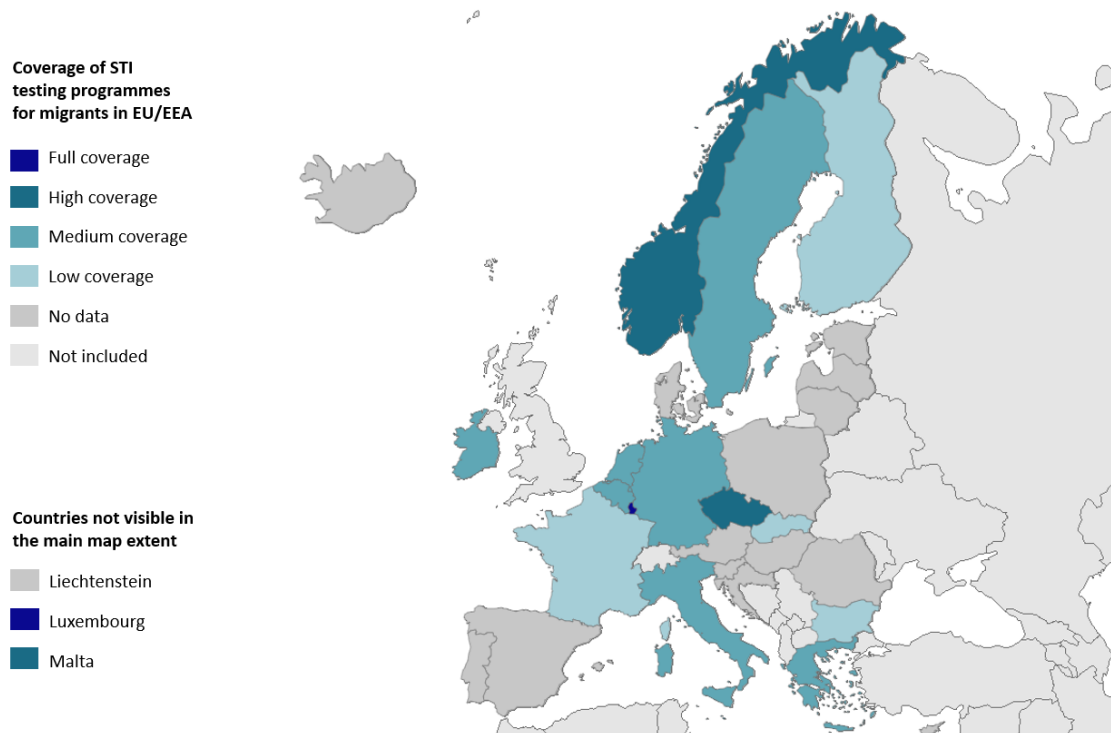 Coverage of STI
testing programmes
for migrants in EU/EEA
Full coverage
High coverage
Medium coverage
Low coverage
No data
Not included
Countries not visible in
the main map extent
Liechtenstein
Luxembourg
Malta